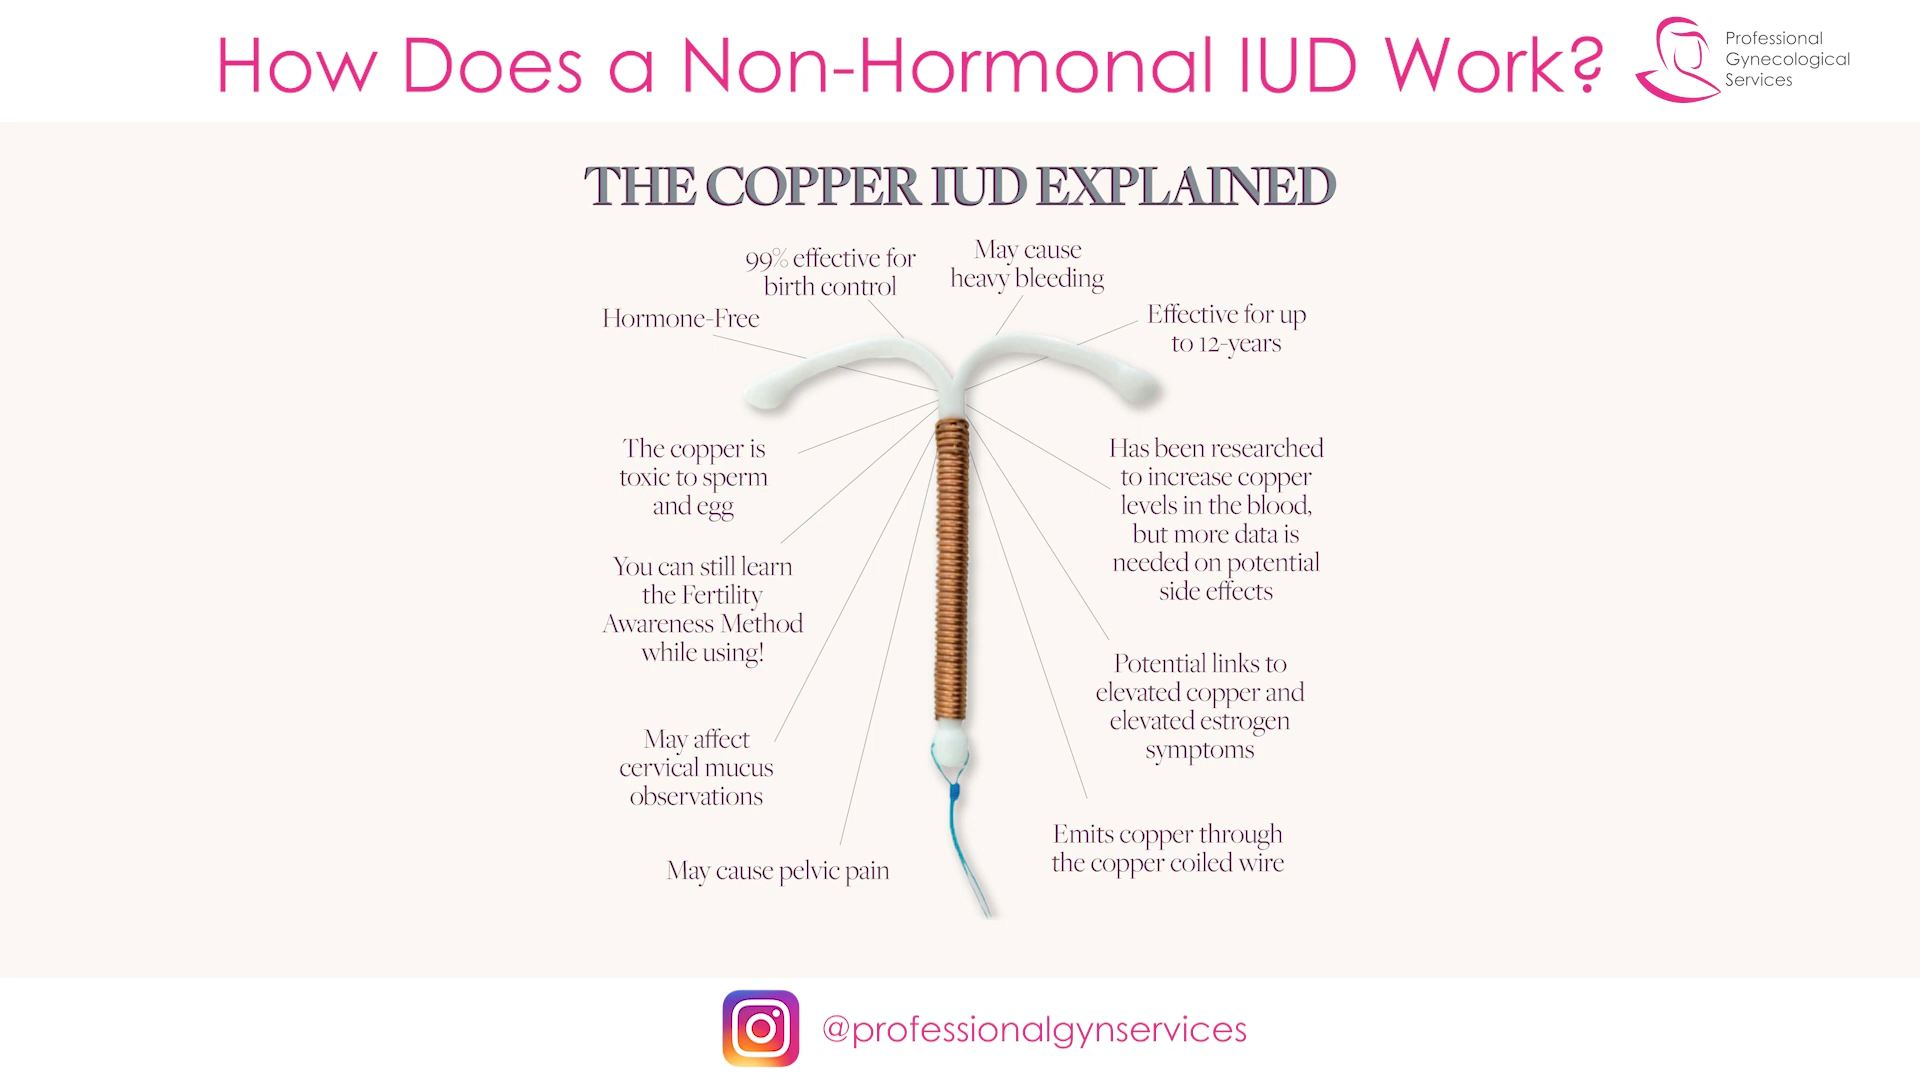 How Does a Non-Hormonal IUD Work?
Professional
Gynecological
Services
THE COPPER IUD EXPLAINED
99% effective for
birth control
May cause
heavy bleeding
Hormone-Free
Effective for up
to 12-years
The copper is
toxic to sperm
and egg
Has been researched
to increase copper
levels in the blood,
but more data is
needed on potential
side effects
You can still learn
the Fertility
Awareness Method
while using!
Potential links to
elevated copper and
elevated estrogen
symptoms
May affect
cervical mucus
observations
Emits copper through
the copper coiled wire
May cause pelvic pain
@professionalgynservices